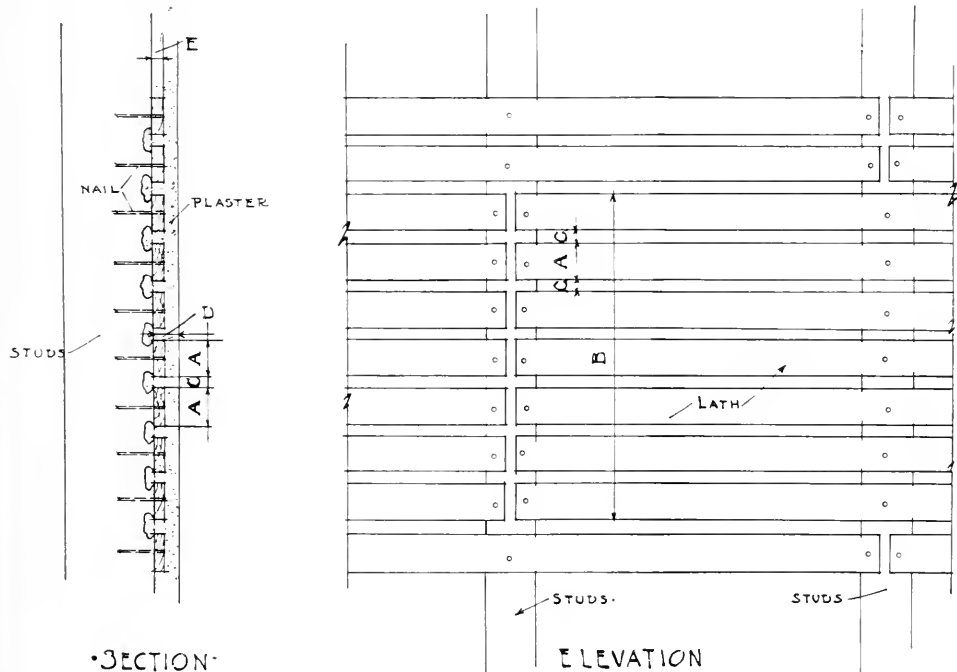 E
NAIL
PLASTER
D
STUDS
A
C
A
C
A
C
B
LATH
STUDS.
STUDS
•SECTION-
ELEVATION